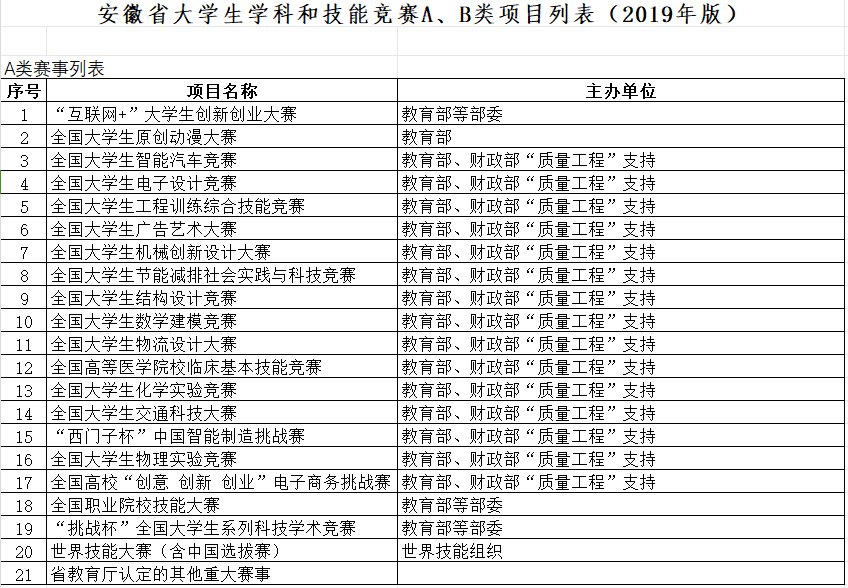 安徽省大学生学科和技能竞赛A、B类项目列表（2019年版）
A类赛事列表
序号 项目名称 主办单位
1 “互联网+”大学生创新创业大赛 教育部等部委
2 全国大学生原创动漫大赛 教育部
3 全国大学生智能汽车竞赛 教育部、财政部“质量工程”支持
4 全国大学生电子设计竞赛 教育部、财政部“质量工程”支持
5 全国大学生工程训练综合技能竞赛 教育部、财政部“质量工程”支持
6 全国大学生广告艺术大赛 教育部、财政部“质量工程”支持
7 全国大学生机械创新设计大赛 教育部、财政部“质量工程”支持
8 全国大学生节能减排社会实践与科技竞赛 教育部、财政部“质量工程”支持
9 全国大学生结构设计竞赛 教育部、财政部“质量工程”支持
10 全国大学生数学建模竞赛 教育部、财政部“质量工程”支持
11 全国大学生物流设计大赛 教育部、财政部“质量工程”支持
12 全国高等医学院校临床基本技能竞赛 教育部、财政部“质量工程”支持
13 全国大学生化学实验竞赛 教育部、财政部“质量工程”支持
14 全国大学生交通科技大赛 教育部、财政部“质量工程”支持
15 “西门子杯”中国智能制造挑战赛 教育部、财政部“质量工程”支持
16 全国大学生物理实验竞赛 教育部、财政部“质量工程”支持
17 全国高校“创意 创新 创业”电子商务挑战赛 教育部、财政部“质量工程”支持
18 全国职业院校技能大赛 教育部等部委
19 “挑战杯”全国大学生系列科技学术竞赛 教育部等部委
20 世界技能大赛（含中国选拔赛） 世界技能组织
21 省教育厅认定的其他重大赛事